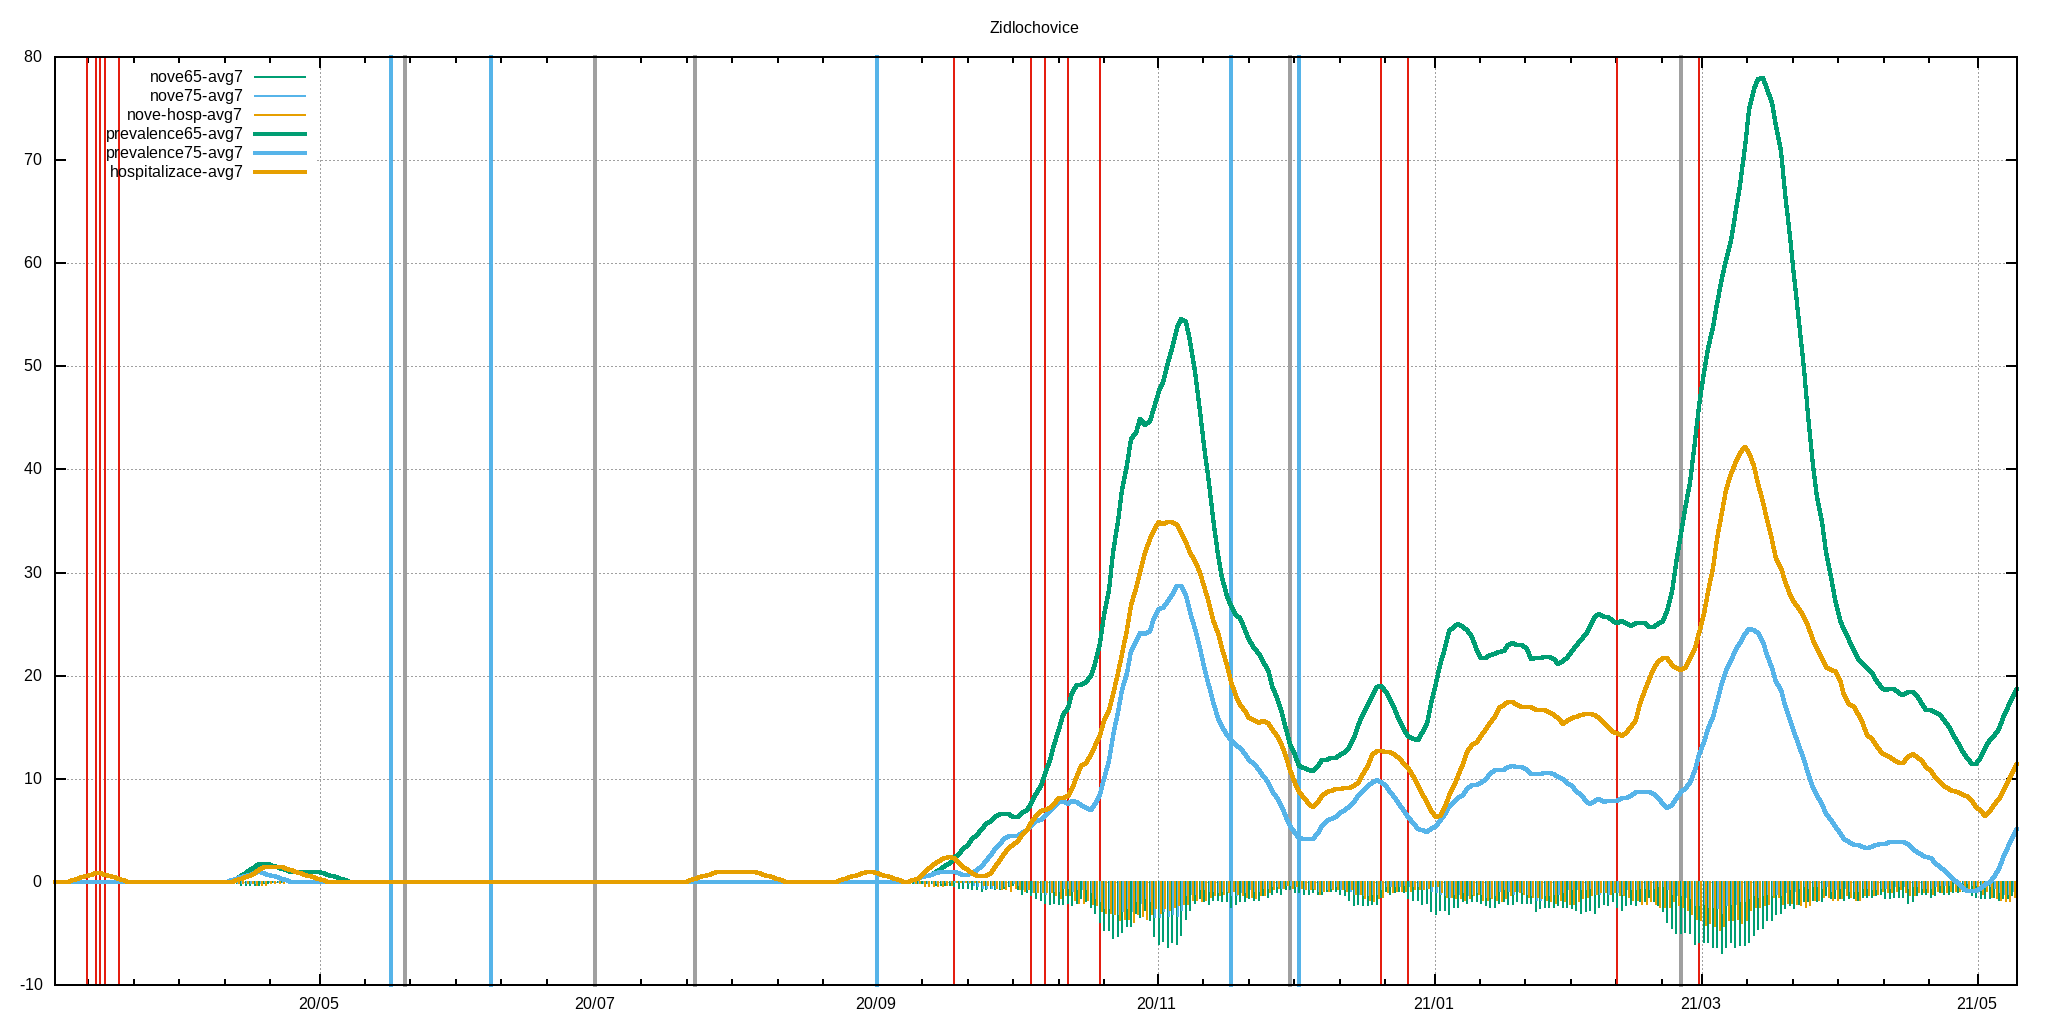 Zidlochovice
80
70
60
50
40
30
20
10
0
-10
nove65-avg7
nove75-avg7
nove-hosp-avg7
prevalence65-avg7
prevalence75-avg7
hospitalizace-avg7
20/05
20/07
20/09
20/11
21/01
21/03
21/05